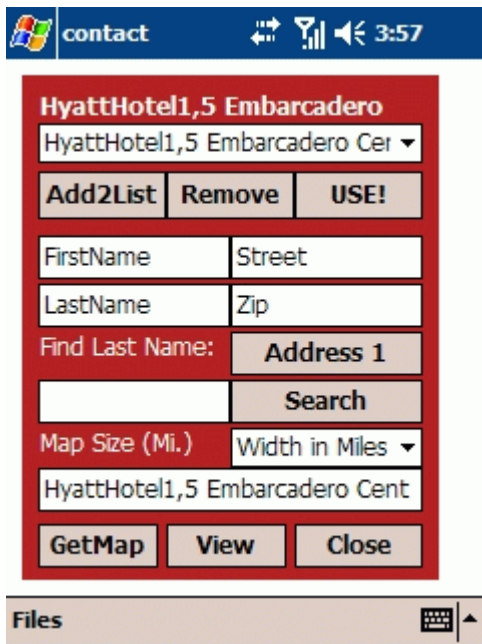 contact 3:57
HyattHotel1,5 Embarcadero
HyattHotel1,5 Embarcadero Cer
Add2List Remove USE!
FirstName Street
LastName Zip
Find Last Name: Address 1
Search
Map Size (Mi.) Width in Miles
HyattHotel1,5 Embarcadero Cent
GetMap View Close
Files